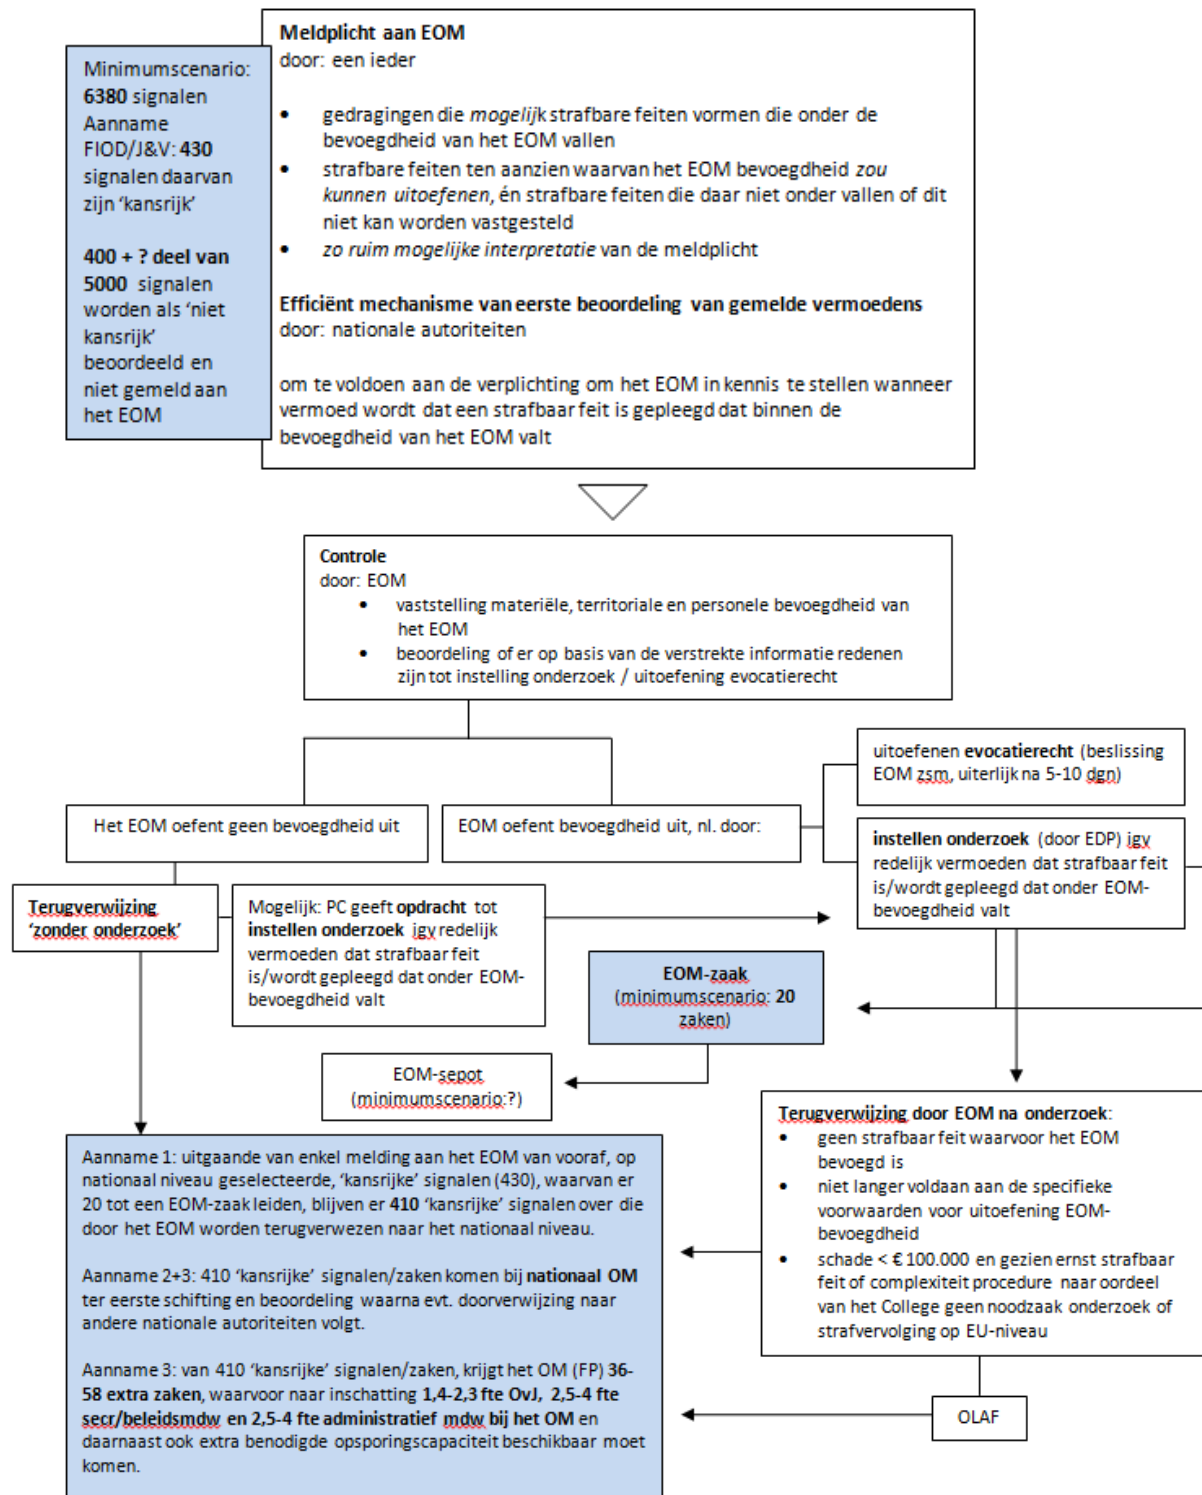 Meldplicht aan EOM
door: een ieder
• gedragingen die mogelijk strafbare feiten vormen die onder de
bevoegdheid van het EOM vallen
• strafbare feiten ten aanzien waarvan het EOM bevoegdheid zou
kunnen uitoefenen, én strafbare feiten die daar niet onder vallen of dit
niet kan worden vastgesteld
• zo ruim mogelijke interpretatie van de meldplicht
Efficiënt mechanisme van eerste beoordeling van gemelde vermoedens
door: nationale autoriteiten
om te voldoen aan de verplichting om het EOM in kennis te stellen wanneer
vermoed wordt dat een strafbaar feit is gepleegd dat binnen de
bevoegdheid van het EOM valt
Minimumscenario:
6380 signalen
Aanname
FIOD/J&V: 430
signalen daarvan
zijn ‘kansrijk’
400 + ? deel van
5000 signalen
worden als ‘niet
kansrijk’
beoordeeld en
niet gemeld aan
het EOM
Controle
door: EOM
• vaststelling materiële, territoriale en personele bevoegdheid van
het EOM
• beoordeling of er op basis van de verstrekte informatie redenen
zijn tot instelling onderzoek / uitoefening evocatierecht
Het EOM oefent geen bevoegdheid uit
EOM oefent bevoegdheid uit, nl. door:
uitoefenen evocatierecht (beslissing
EOM zsm, uiterlijk na 5-10 dgn)
instellen onderzoek (door EDP) igv
redelijk vermoeden dat strafbaar feit
is/wordt gepleegd dat onder EOM-
bevoegdheid valt
Terugverwijzing
‘zonder onderzoek’
Mogelijk: PC geeft opdracht tot
instellen onderzoek igv redelijk
vermoeden dat strafbaar feit
is/wordt gepleegd dat onder EOM-
bevoegdheid valt
EOM-zaak
(minimumscenario: 20
zaken)
EOM-sepot
(minimumscenario:?)
Terugverwijzing door EOM na onderzoek:
• geen strafbaar feit waarvoor het EOM
bevoegd is
• niet langer voldaan aan de specifieke
voorwaarden voor uitoefening EOM-
bevoegdheid
• schade < € 100.000 en gezien ernst strafbaar
feit of complexiteit procedure naar oordeel
van het College geen noodzaak onderzoek of
strafvervolging op EU-niveau
OLAF
Aanname 1: uitgaande van enkel melding aan het EOM van vooraf, op
nationaal niveau geselecteerde, ‘kansrijke’ signalen (430), waarvan er
20 tot een EOM-zaak leiden, blijven er 410 ‘kansrijke’ signalen over die
door het EOM worden terugverwezen naar het nationaal niveau.
Aanname 2+3: 410 ‘kansrijke’ signalen/zaken komen bij nationaal OM
ter eerste schifting en beoordeling waarna evt. doorverwijzing naar
andere nationale autoriteiten volgt.
Aanname 3: van 410 ‘kansrijke’ signalen/zaken, krijgt het OM (FP) 36-
58 extra zaken, waarvoor naar inschatting 1,4-2,3 fte OvJ, 2,5-4 fte
secr/beleidsmdw en 2,5-4 fte administratief mdw bij het OM en
daarnaast ook extra benodigde opsporingscapaciteit beschikbaar moet
komen.